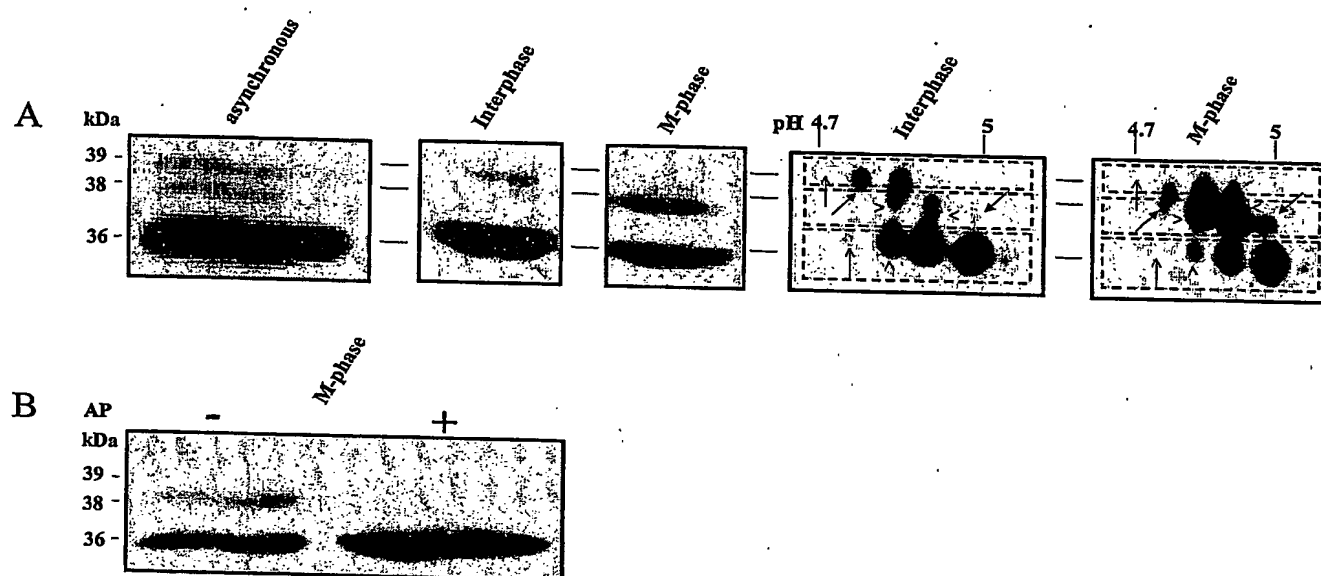 A
kDa
39 -
38 -
36 -
asynchronous
Interphase
M-phase
pH 4.7
Interphase
5
4.7
M-phase
5
B
AP
kDa
39 -
38 -
36 -
M-phase
-
+